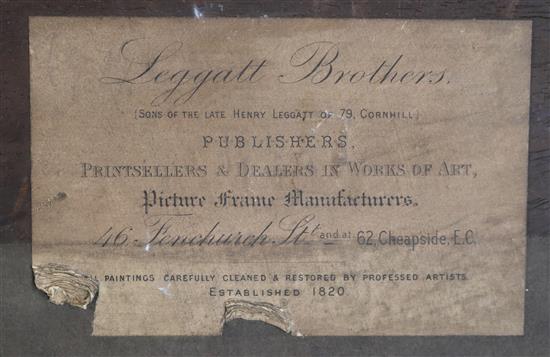 Leggatt Brothers.
(SONS OF THE LATE HENRY LEGGATT OF 79, CORNHILL)
PUBLISHERS,
PRINTSELLERS & DEALERS IN WORKS OF ART,
Picture Frame Manufacturers.
46. Fenchurch St. and at 62, Cheapside, E.C.
PAINTINGS CAREFULLY CLEANED & RESTORED BY PROFESSED ARTISTS.
ESTABLISHED 1820.